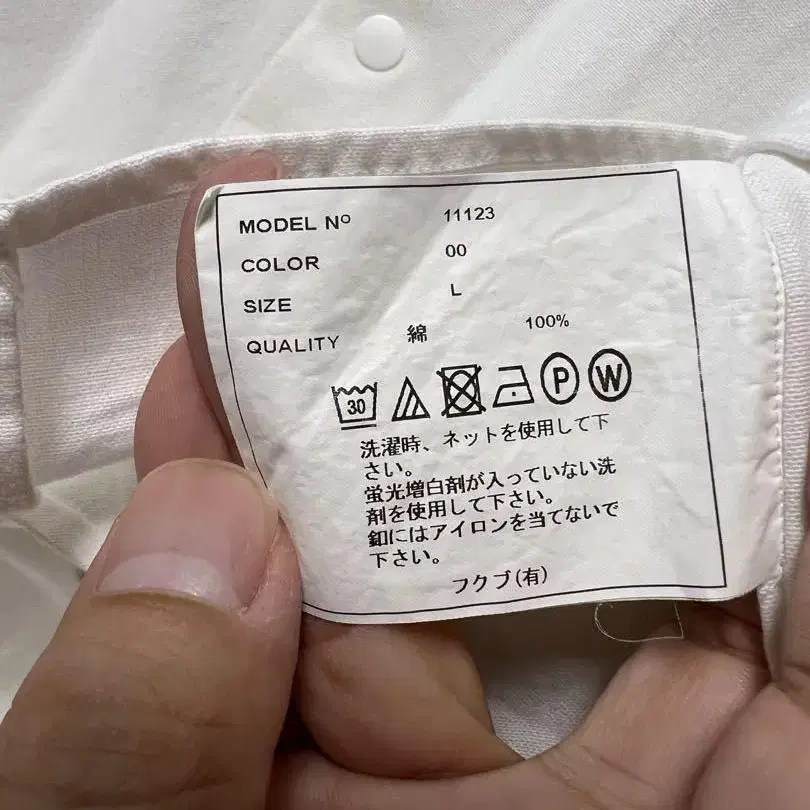 MODEL Nº 11123
COLOR 00
SIZE L
QUALITY 綿 100%
30 P W
洗濯時、ネットを使用して下
さい。
蛍光増白剤が入っていない洗
剤を使用して下さい。
釦にはアイロンを当てないで
下さい。
フクブ(有)